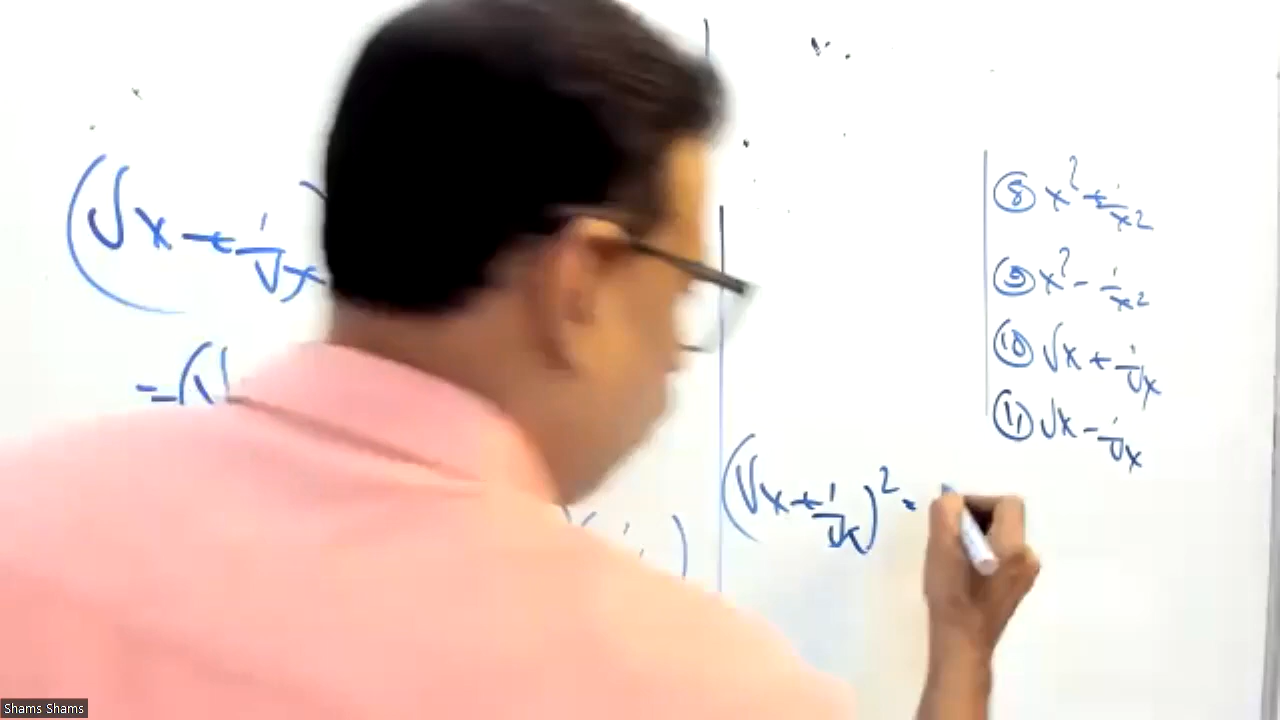 (√x + 1/√x
= (√
(√x + 1/√x)² =
⑧ x² + 1/x²
⑨ x² - 1/x²
⑩ √x + 1/√x
⑪ √x - 1/√x
Shams Shams